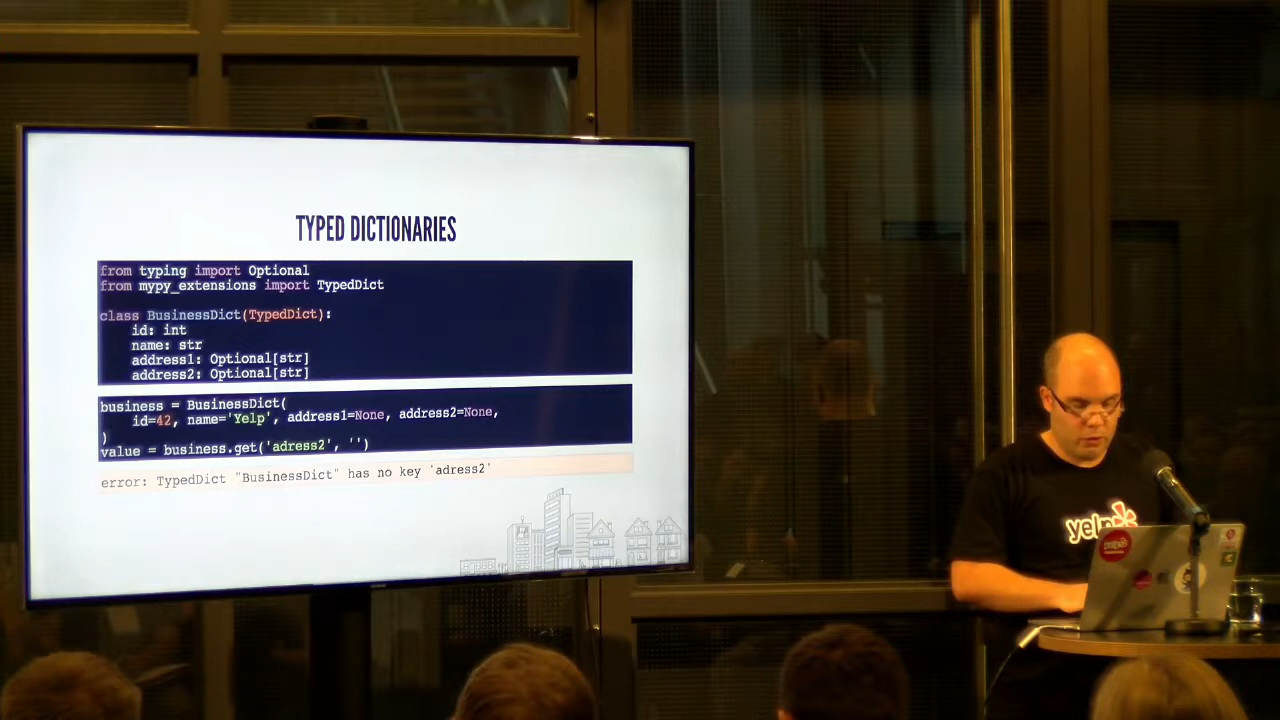 TYPED DICTIONARIES
from typing import Optional
from mypy_extensions import TypedDict
class BusinessDict(TypedDict):
id: int
name: str
address1: Optional[str]
address2: Optional[str]
business = BusinessDict(
id=42, name='Yelp', address1=None, address2=None,
)
value = business.get('adress2', '')
error: TypedDict "BusinessDict" has no key 'adress2'
yelp